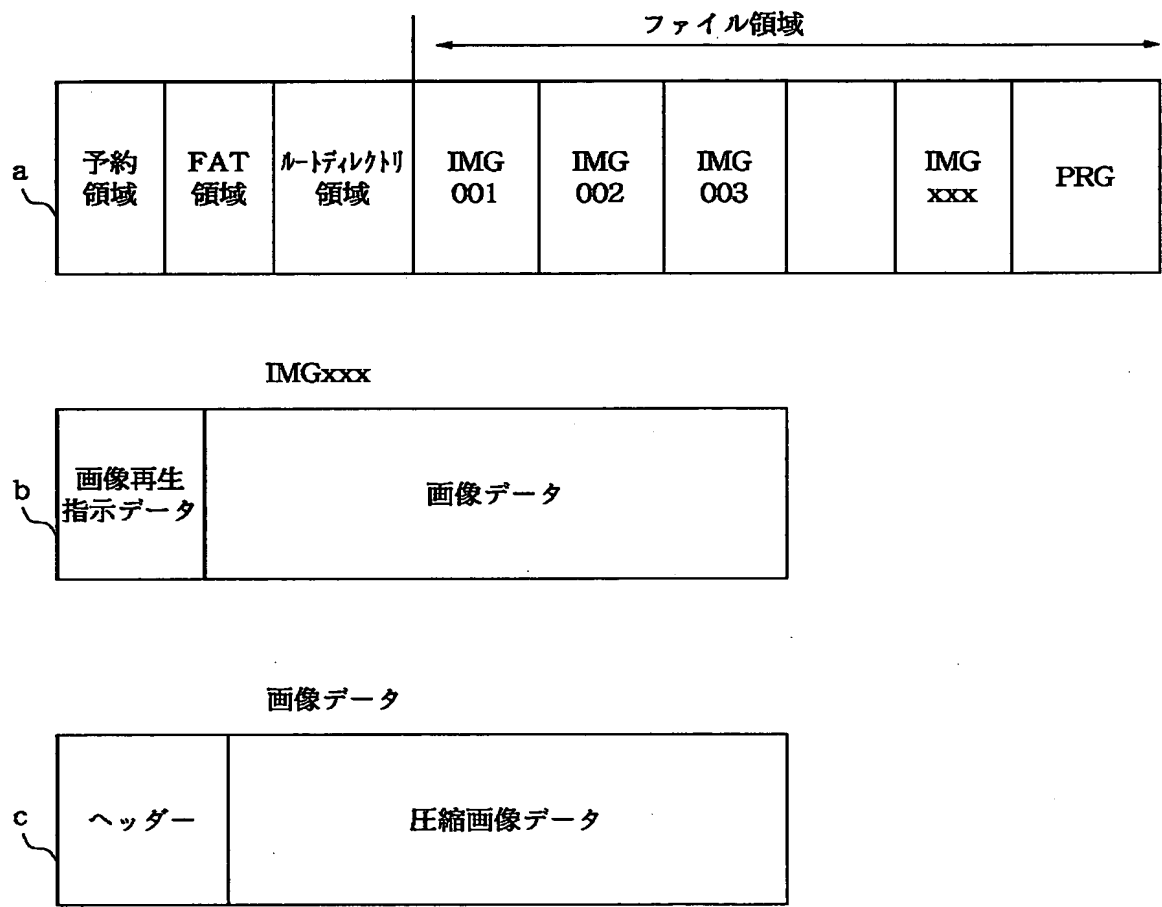 ファイル領域
a
予約
領域
FAT
領域
ルートディレクトリ
領域
IMG
001
IMG
002
IMG
003
IMG
xxx
PRG
IMGxxx
b
画像再生
指示データ
画像データ
画像データ
c
ヘッダー
圧縮画像データ